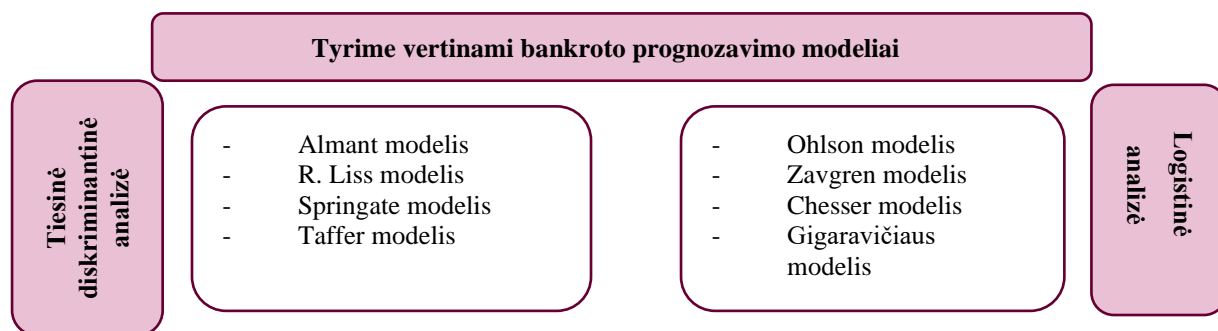 Tyrime vertinami bankroto prognozavimo modeliai
Tiesinė
diskriminantinė
analizė
- Almant modelis
- R. Liss modelis
- Springate modelis
- Taffer modelis
- Ohlson modelis
- Zavgren modelis
- Chesser modelis
- Gigaravičiaus
modelis
Logistinė
analizė